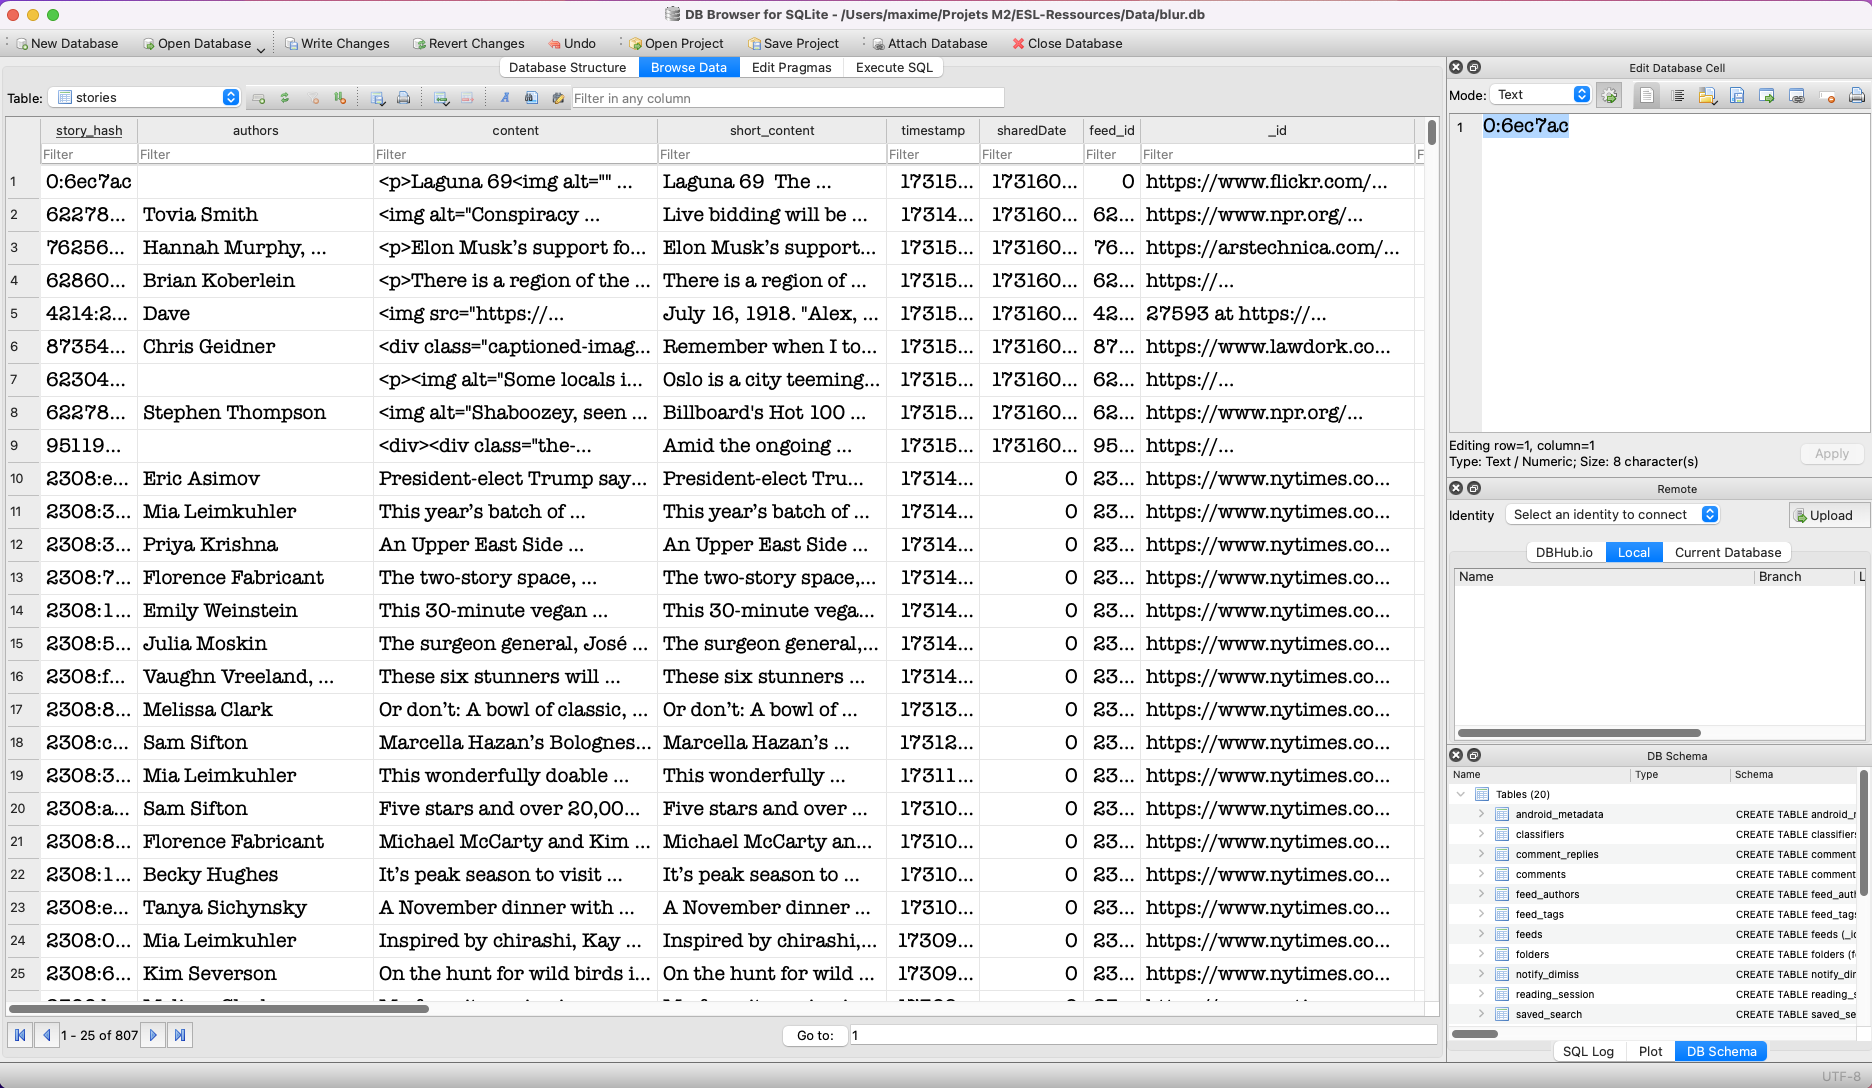 DB Browser for SQLite - /Users/maxime/Projets M2/ESL-Ressources/Data/blur.db
New Database Open Database Write Changes Revert Changes Undo Open Project Save Project Attach Database Close Database
Database Structure Browse Data Edit Pragmas Execute SQL
Table: stories Filter in any column
story_hash authors content short_content timestamp sharedDate feed_id _id
Filter Filter Filter Filter Filter Filter Filter Filter F
1 0:6ec7ac <p>Laguna 69<img alt="" ... Laguna 69 The ... 17315... 173160... 0 https://www.flickr.com/...
2 62278... Tovia Smith <img alt="Conspiracy ... Live bidding will be ... 17314... 173160... 62... https://www.npr.org/...
3 76256... Hannah Murphy, ... <p>Elon Musk’s support fo... Elon Musk’s support... 17315... 173160... 76... https://arstechnica.com/...
4 62860... Brian Koberlein <p>There is a region of the ... There is a region of ... 17315... 173160... 62... https://...
5 4214:2... Dave <img src="https://... July 16, 1918. "Alex, ... 17315... 173160... 42... 27593 at https://...
6 87354... Chris Geidner <div class="captioned-imag... Remember when I to... 17315... 173160... 87... https://www.lawdork.co...
7 62304... <p><img alt="Some locals i... Oslo is a city teeming... 17315... 173160... 62... https://...
8 62278... Stephen Thompson <img alt="Shaboozey, seen ... Billboard's Hot 100 ... 17315... 173160... 62... https://www.npr.org/...
9 95119... <div><div class="the-... Amid the ongoing ... 17315... 173160... 95... https://...
10 2308:e... Eric Asimov President-elect Trump say... President-elect Tru... 17314... 0 23... https://www.nytimes.co...
11 2308:3... Mia Leimkuhler This year’s batch of ... This year’s batch of ... 17314... 0 23... https://www.nytimes.co...
12 2308:3... Priya Krishna An Upper East Side ... An Upper East Side ... 17314... 0 23... https://www.nytimes.co...
13 2308:7... Florence Fabricant The two-story space, ... The two-story space,... 17314... 0 23... https://www.nytimes.co...
14 2308:1... Emily Weinstein This 30-minute vegan ... This 30-minute vega... 17314... 0 23... https://www.nytimes.co...
15 2308:5... Julia Moskin The surgeon general, José ... The surgeon general,... 17314... 0 23... https://www.nytimes.co...
16 2308:f... Vaughn Vreeland, ... These six stunners will ... These six stunners ... 17314... 0 23... https://www.nytimes.co...
17 2308:8... Melissa Clark Or don’t: A bowl of classic, ... Or don’t: A bowl of ... 17313... 0 23... https://www.nytimes.co...
18 2308:c... Sam Sifton Marcella Hazan’s Bolognes... Marcella Hazan’s ... 17312... 0 23... https://www.nytimes.co...
19 2308:3... Mia Leimkuhler This wonderfully doable ... This wonderfully ... 17311... 0 23... https://www.nytimes.co...
20 2308:a... Sam Sifton Five stars and over 20,00... Five stars and over ... 17310... 0 23... https://www.nytimes.co...
21 2308:8... Florence Fabricant Michael McCarty and Kim ... Michael McCarty an... 17310... 0 23... https://www.nytimes.co...
22 2308:1... Becky Hughes It’s peak season to visit ... It’s peak season to ... 17310... 0 23... https://www.nytimes.co...
23 2308:e... Tanya Sichynsky A November dinner with ... A November dinner ... 17310... 0 23... https://www.nytimes.co...
24 2308:0... Mia Leimkuhler Inspired by chirashi, Kay ... Inspired by chirashi,... 17309... 0 23... https://www.nytimes.co...
25 2308:6... Kim Severson On the hunt for wild birds i... On the hunt for wild ... 17309... 0 23... https://www.nytimes.co...
1 - 25 of 807 Go to: 1
Edit Database Cell
Mode: Text
1 0:6ec7ac
Editing row=1, column=1
Type: Text / Numeric; Size: 8 character(s)
Apply
Remote
Identity Select an identity to connect Upload
DBHub.io Local Current Database
Name Branch L
DB Schema
Name Type Schema
Tables (20)
android_metadata CREATE TABLE android_r
classifiers CREATE TABLE classifiers
comment_replies CREATE TABLE comment
comments CREATE TABLE comment
feed_authors CREATE TABLE feed_aut
feed_tags CREATE TABLE feed_tags
feeds CREATE TABLE feeds (_ic
folders CREATE TABLE folders (f
notify_dimiss CREATE TABLE notify_dir
reading_session CREATE TABLE reading_s
saved_search CREATE TABLE saved_se
SQL Log Plot DB Schema
UTF-8